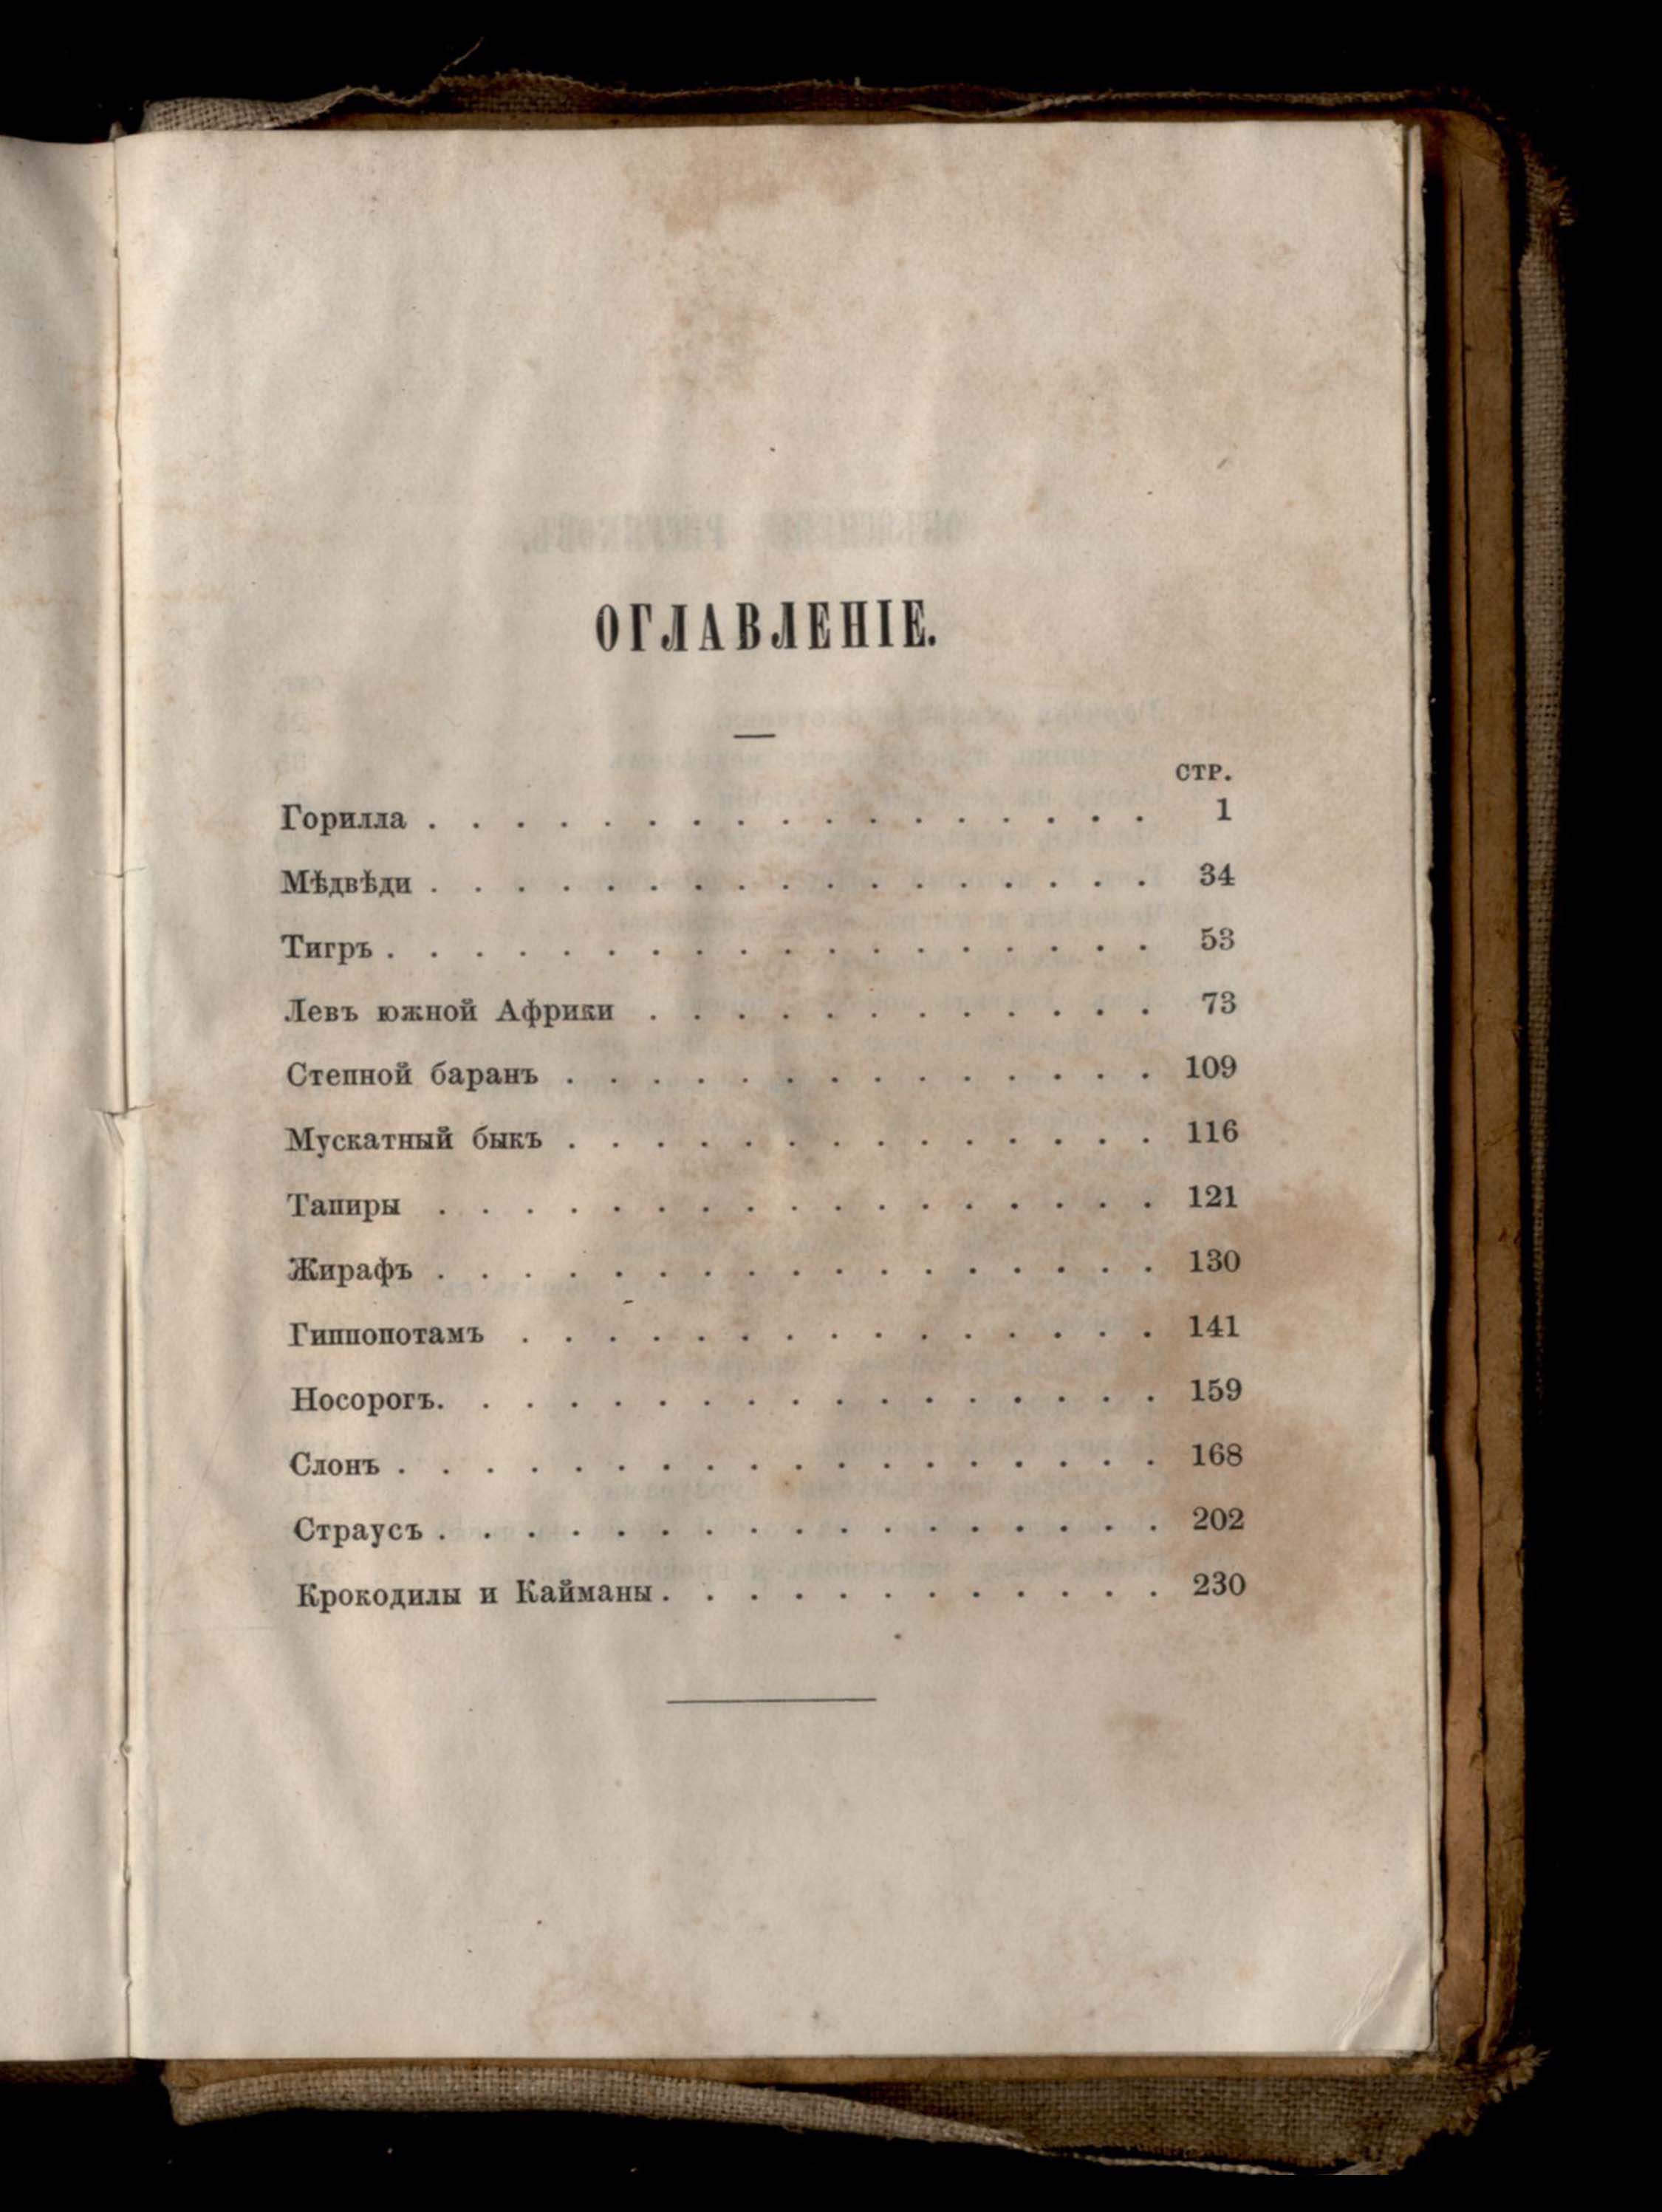 ОГЛАВЛЕНІЕ.
СТР.
Горилла . . . . . . . . . . . . . . . . . 1
Мѣдвѣди . . . . . . . . . . . . . . . . . 34
Тигръ . . . . . . . . . . . . . . . . . . 53
Левъ южной Африки . . . . . . . . . . . . 73
Степной баранъ . . . . . . . . . . . . . . 109
Мускатный быкъ . . . . . . . . . . . . . . 116
Тапиры . . . . . . . . . . . . . . . . . 121
Жирафъ . . . . . . . . . . . . . . . . . 130
Гиппопотамъ . . . . . . . . . . . . . . . 141
Носорогъ. . . . . . . . . . . . . . . . . 159
Слонъ . . . . . . . . . . . . . . . . . . 168
Страусъ . . . . . . . . . . . . . . . . . 202
Крокодилы и Кайманы . . . . . . . . . . . . 230